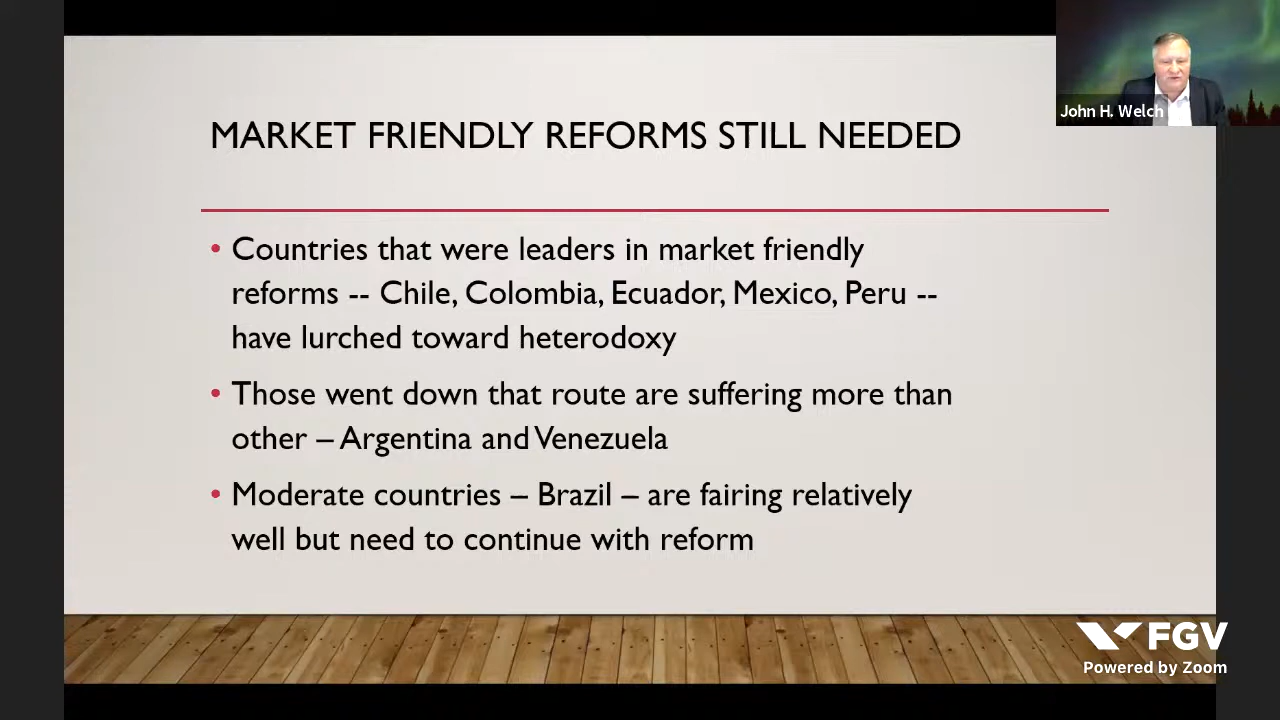 John H. Welch
MARKET FRIENDLY REFORMS STILL NEEDED
• Countries that were leaders in market friendly
reforms -- Chile, Colombia, Ecuador, Mexico, Peru --
have lurched toward heterodoxy
• Those went down that route are suffering more than
other – Argentina and Venezuela
• Moderate countries – Brazil – are fairing relatively
well but need to continue with reform
FGV
Powered by Zoom